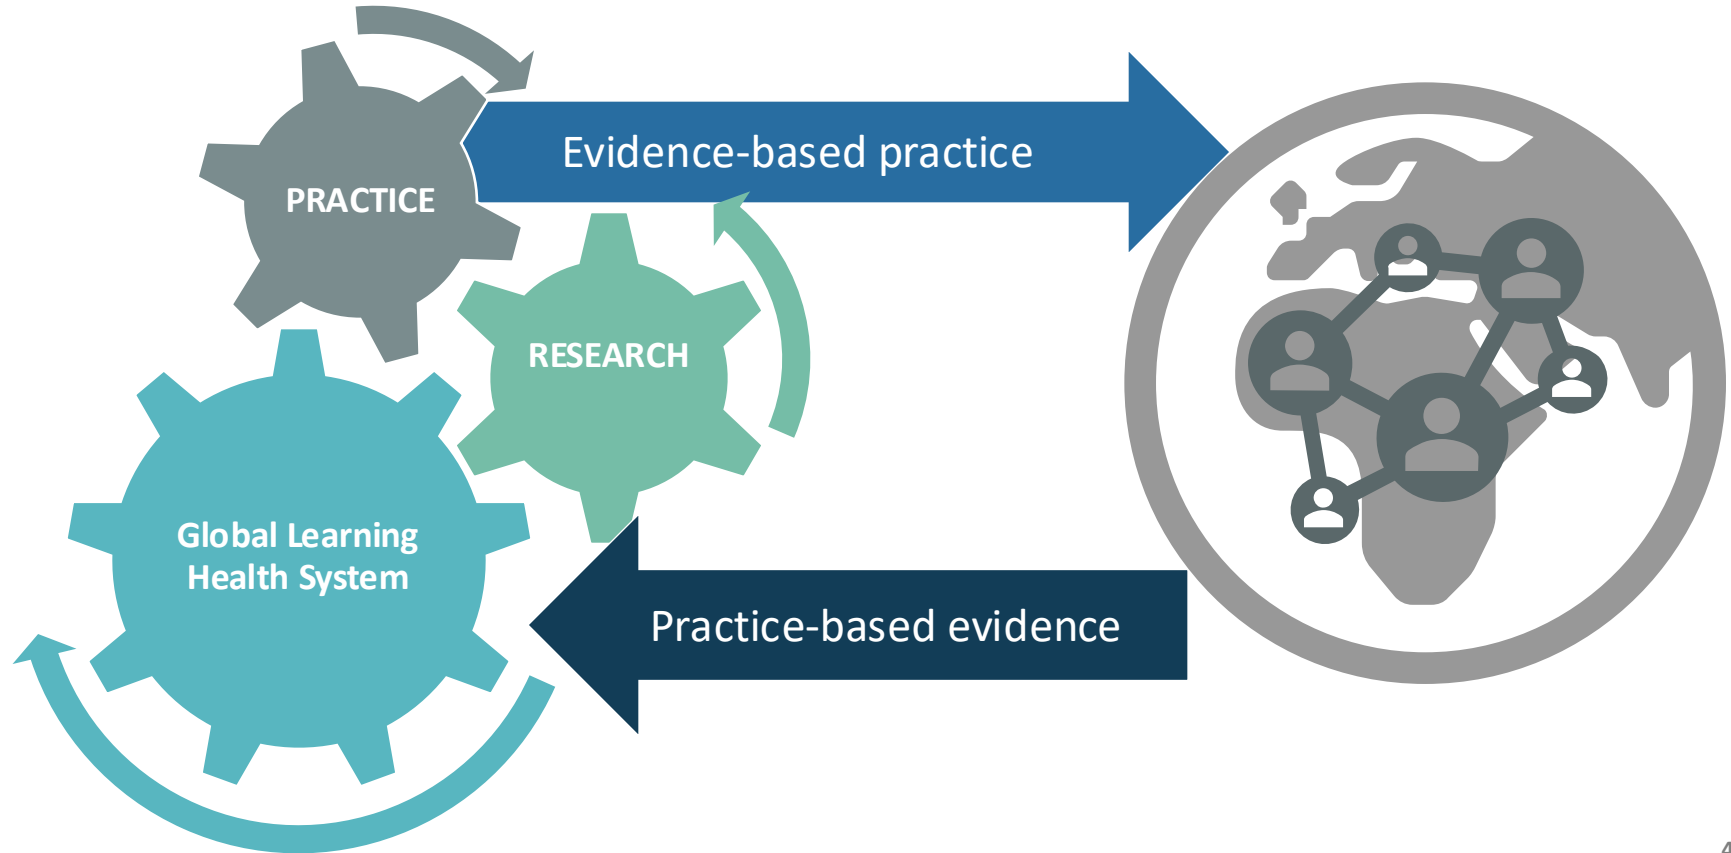 Evidence-based practice
PRACTICE
RESEARCH
Global Learning
Health System
Practice-based evidence